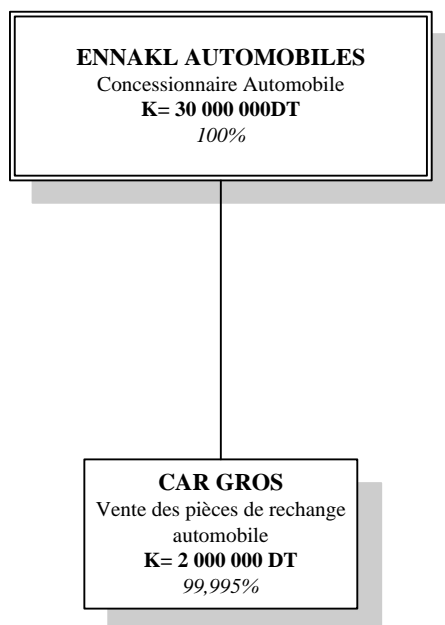 ENNAKL AUTOMOBILES
Concessionnaire Automobile
K= 30 000 000DT
100%
CAR GROS
Vente des pièces de rechange
automobile
K= 2 000 000 DT
99,995%